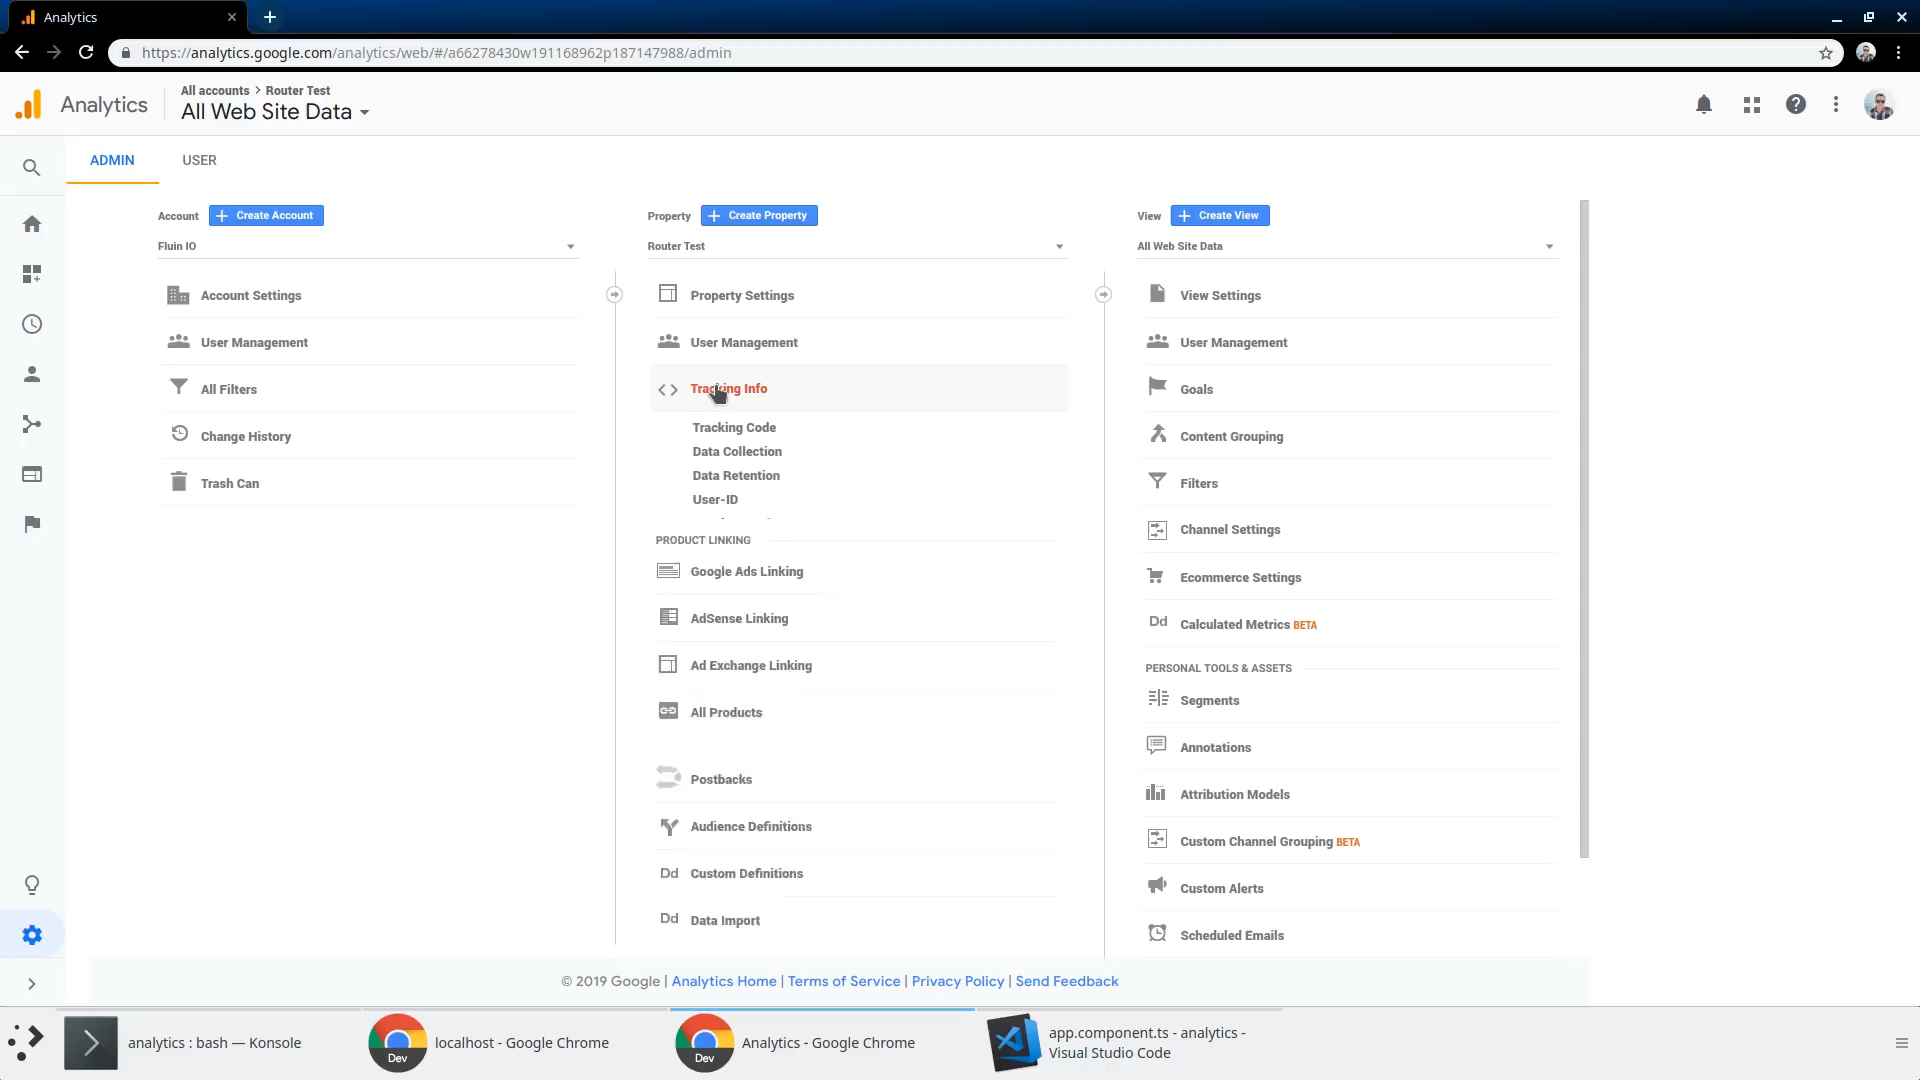 Analytics
https://analytics.google.com/analytics/web/#/a66278430w191168962p187147988/admin
Analytics
All accounts > Router Test
All Web Site Data
ADMIN
USER
Account
Create Account
Fluin IO
Account Settings
User Management
All Filters
Change History
Trash Can
Property
Create Property
Router Test
Property Settings
User Management
Tracking Info
Tracking Code
Data Collection
Data Retention
User-ID
PRODUCT LINKING
Google Ads Linking
AdSense Linking
Ad Exchange Linking
All Products
Postbacks
Audience Definitions
Dd Custom Definitions
Dd Data Import
View
Create View
All Web Site Data
View Settings
User Management
Goals
Content Grouping
Filters
Channel Settings
Ecommerce Settings
Dd Calculated Metrics BETA
PERSONAL TOOLS & ASSETS
Segments
Annotations
Attribution Models
Custom Channel Grouping BETA
Custom Alerts
Scheduled Emails
© 2019 Google | Analytics Home | Terms of Service | Privacy Policy | Send Feedback
analytics : bash — Konsole
Dev
localhost - Google Chrome
Dev
Analytics - Google Chrome
app.component.ts - analytics -
Visual Studio Code